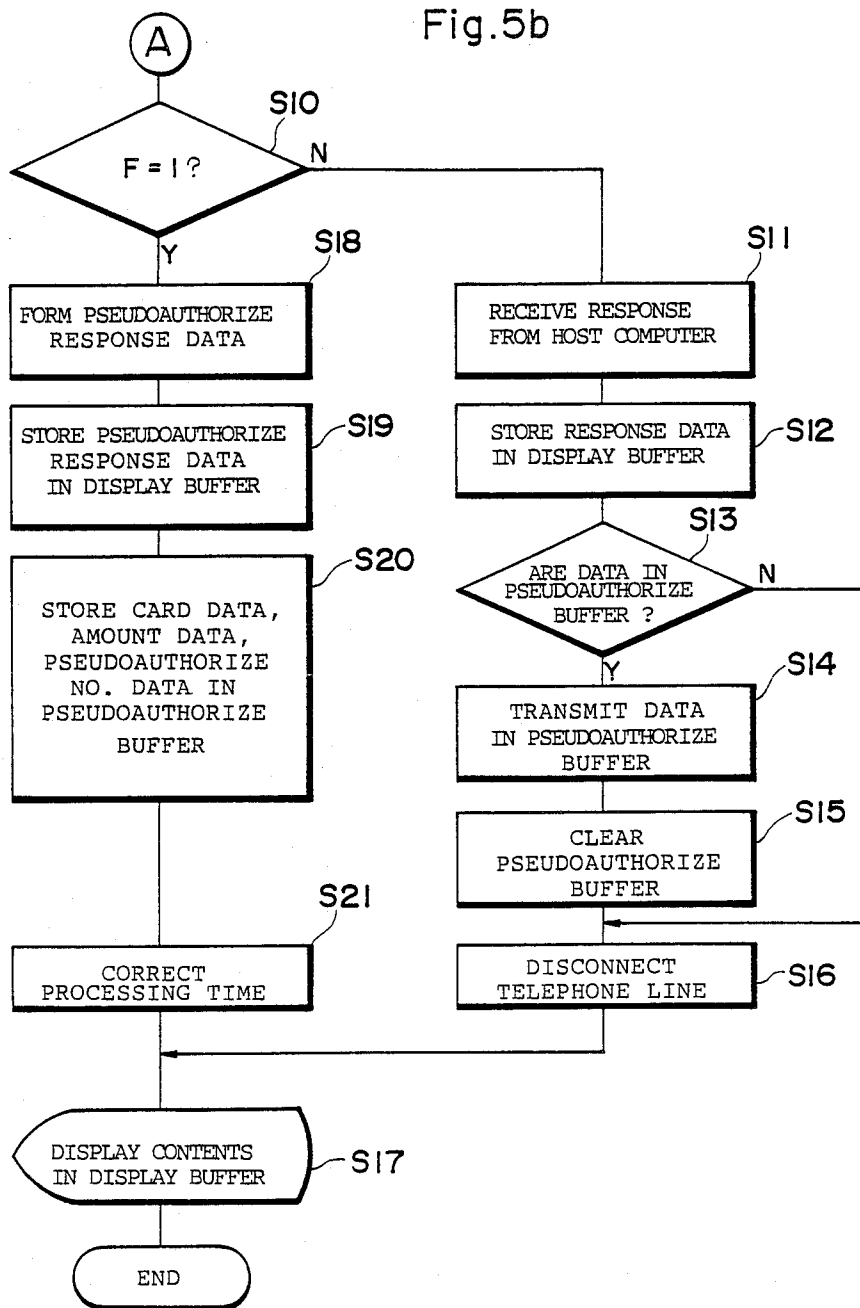 Fig.5b
A
S10
F = 1 ?
N
Y
S18
FORM PSEUDOAUTHORIZE
RESPONSE DATA
S19
STORE PSEUDOAUTHORIZE
RESPONSE DATA
IN DISPLAY BUFFER
S20
STORE CARD DATA,
AMOUNT DATA,
PSEUDOAUTHORIZE
NO. DATA IN
PSEUDOAUTHORIZE
BUFFER
S21
CORRECT
PROCESSING TIME
S11
RECEIVE RESPONSE
FROM HOST COMPUTER
S12
STORE RESPONSE DATA
IN DISPLAY BUFFER
S13
ARE DATA IN
PSEUDOAUTHORIZE
BUFFER ?
N
Y
S14
TRANSMIT DATA
IN PSEUDOAUTHORIZE
BUFFER
S15
CLEAR
PSEUDOAUTHORIZE
BUFFER
S16
DISCONNECT
TELEPHONE LINE
S17
DISPLAY CONTENTS
IN DISPLAY BUFFER
END